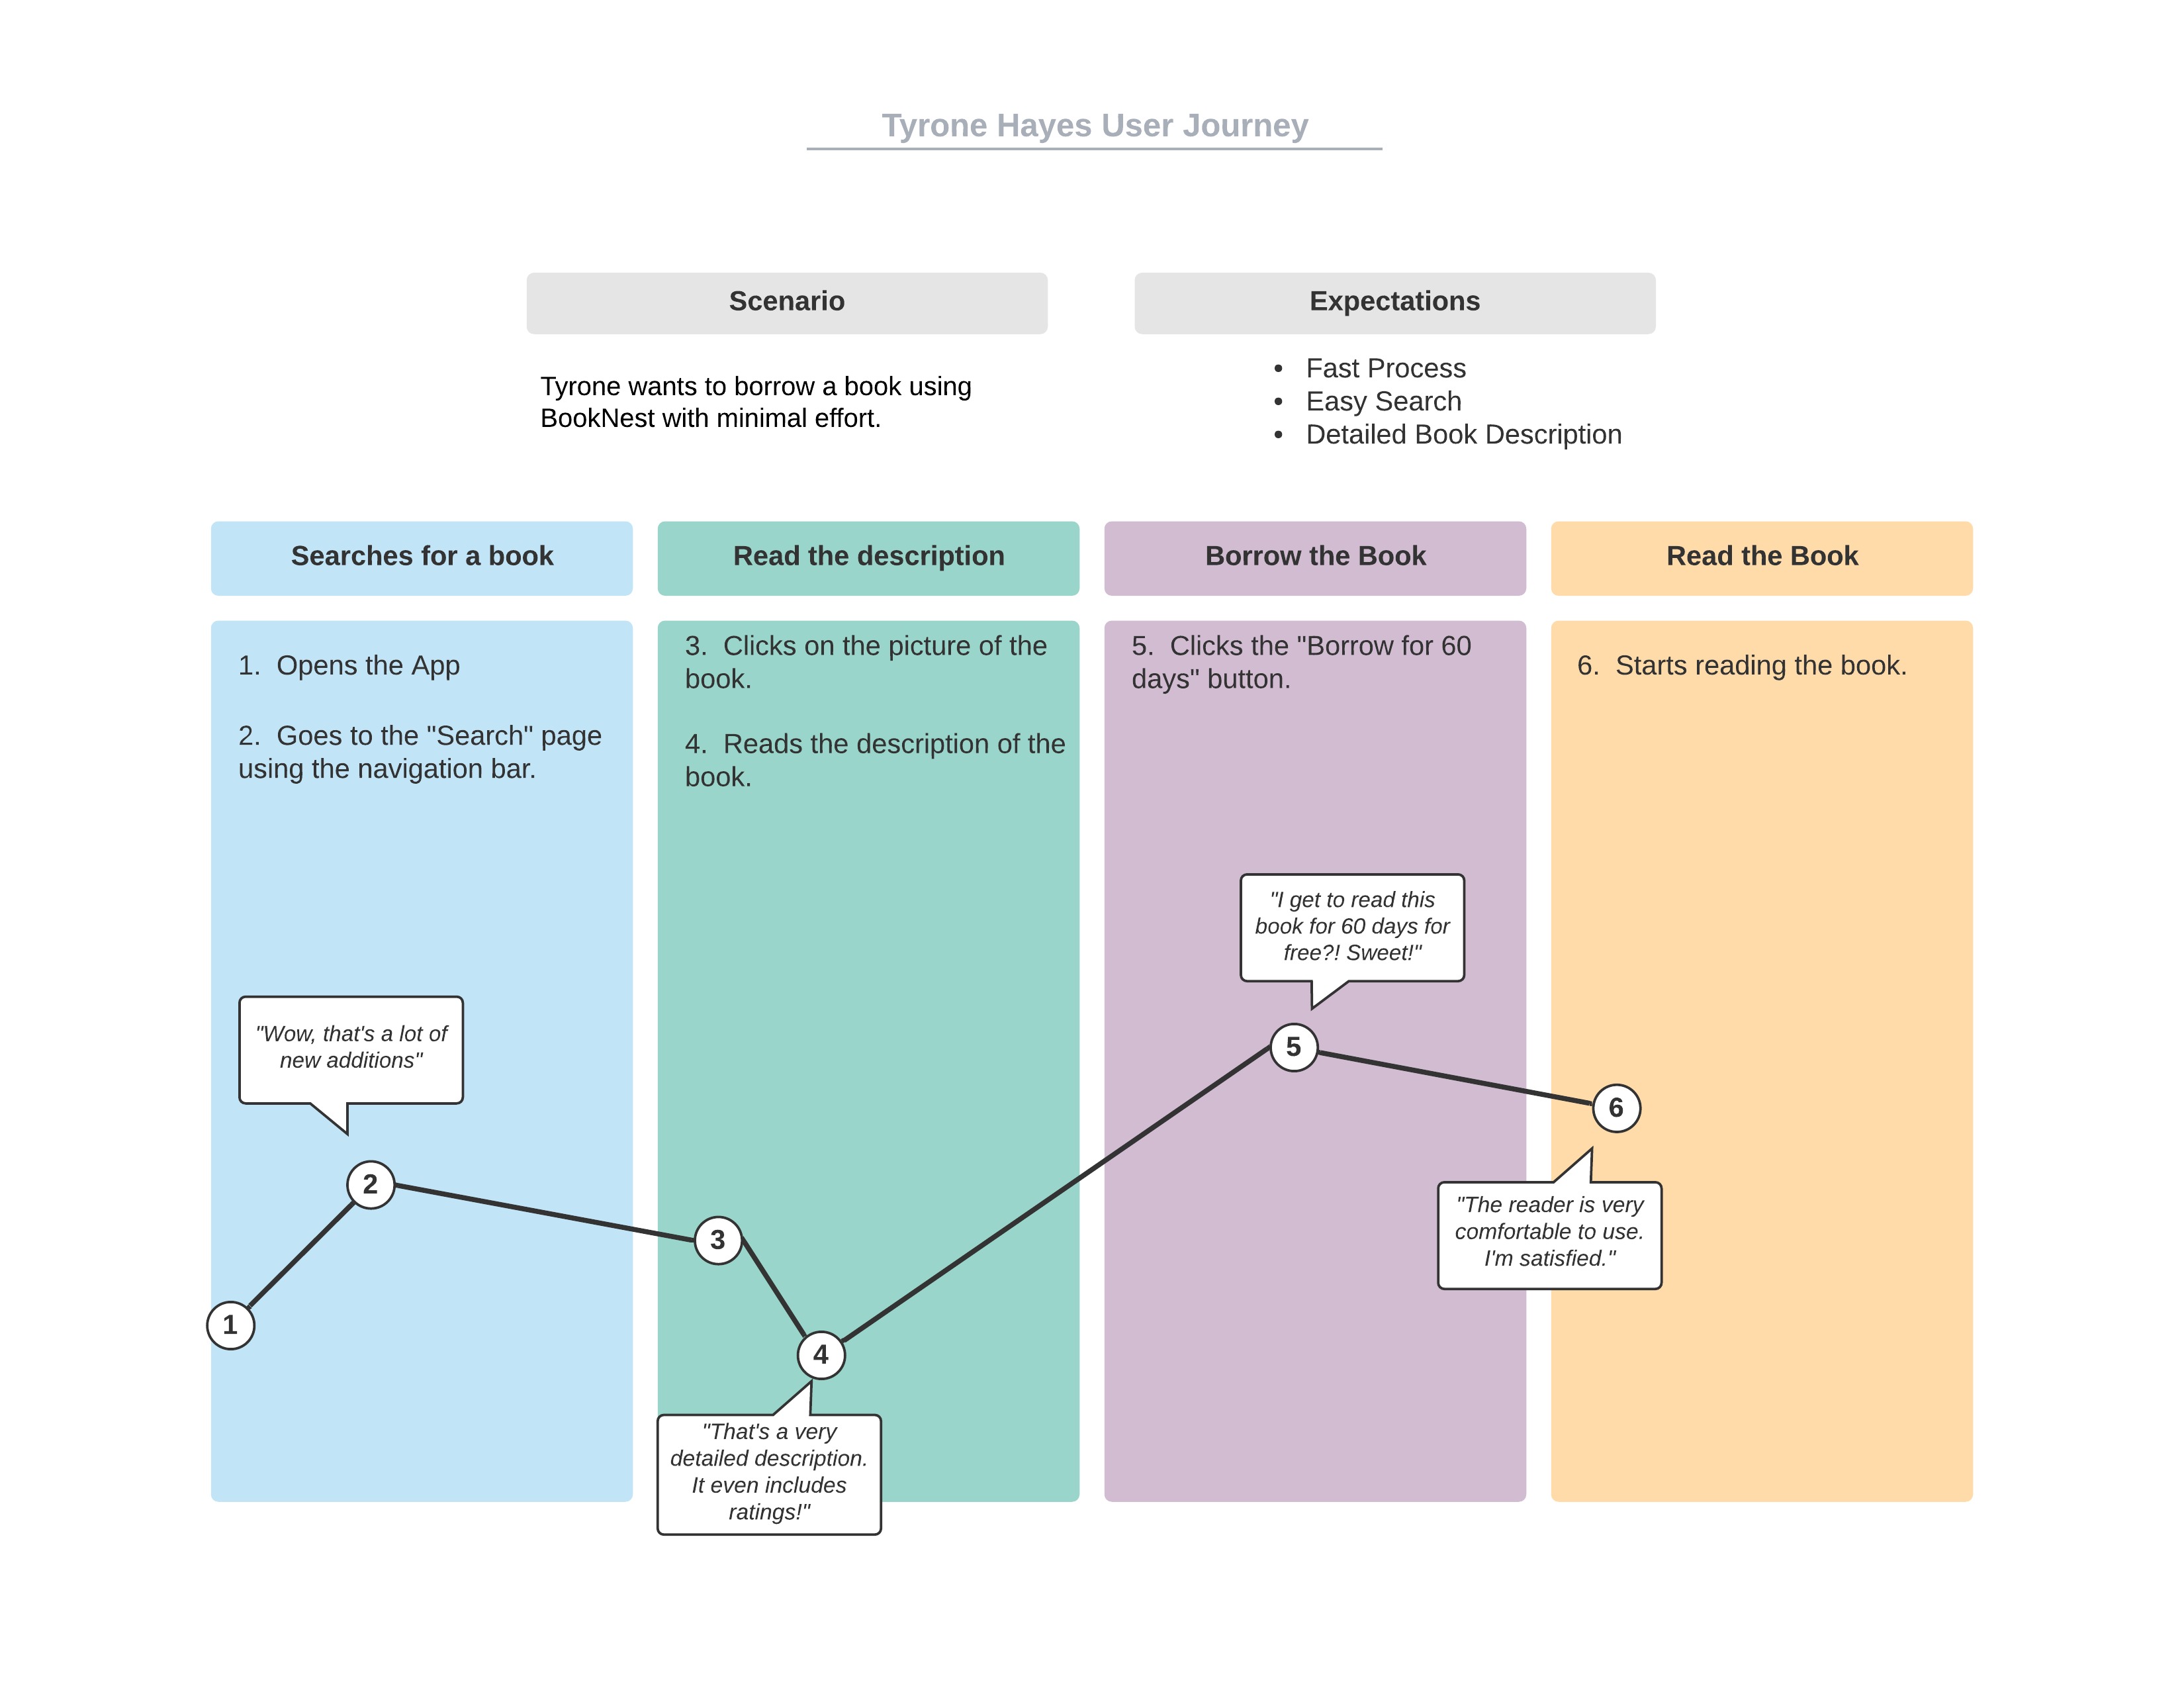 Tyrone Hayes User Journey
Scenario
Tyrone wants to borrow a book using
BookNest with minimal effort.
Expectations
• Fast Process
• Easy Search
• Detailed Book Description
Searches for a book
1. Opens the App
2. Goes to the "Search" page
using the navigation bar.
"Wow, that's a lot of
new additions"
1
2
Read the description
3. Clicks on the picture of the
book.
4. Reads the description of the
book.
3
4
"That's a very
detailed description.
It even includes
ratings!"
Borrow the Book
5. Clicks the "Borrow for 60
days" button.
"I get to read this
book for 60 days for
free?! Sweet!"
5
Read the Book
6. Starts reading the book.
6
"The reader is very
comfortable to use.
I'm satisfied."